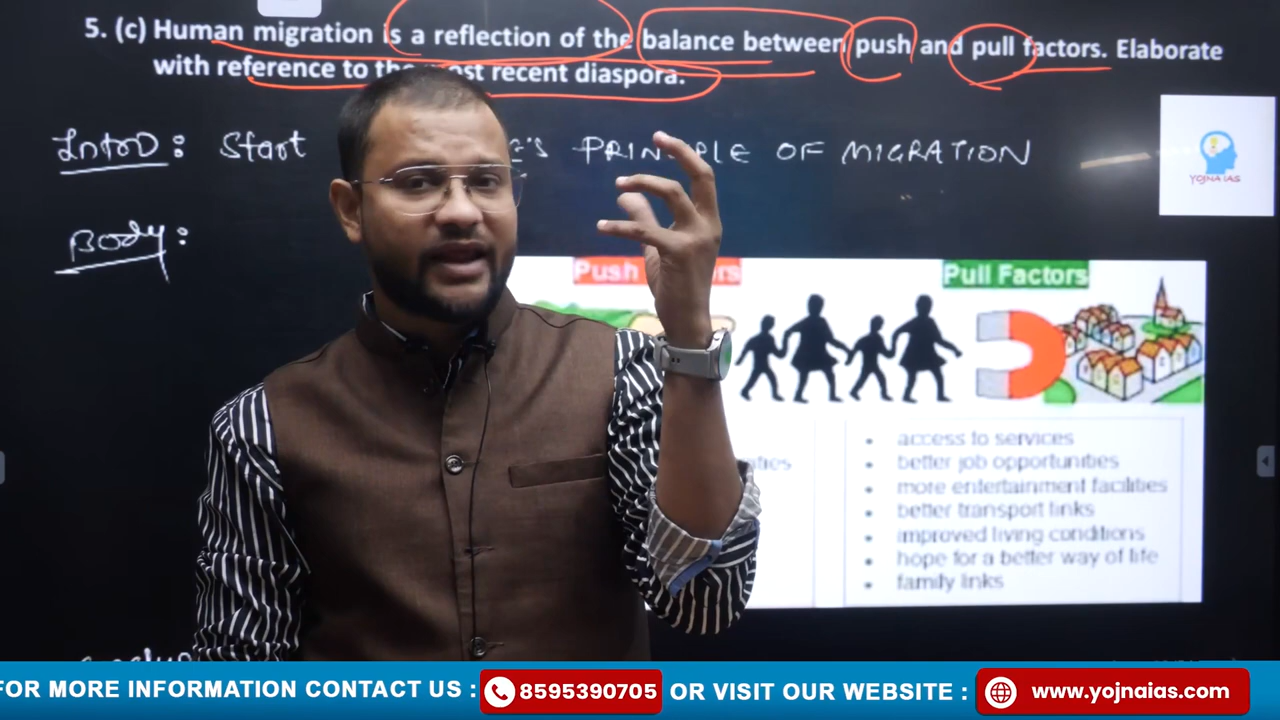 5. (c) Human migration is a reflection of the balance between push and pull factors. Elaborate
with reference to the most recent diaspora.
Intro: Start 's PRINCIPLE OF MIGRATION
YOJNA IAS
Body:
Push
Pull Factors
access to services
better job opportunities
more entertainment facilities
better transport links
improved living conditions
hope for a better way of life
family links
FOR MORE INFORMATION CONTACT US : 8595390705 OR VISIT OUR WEBSITE : www.yojnaias.com